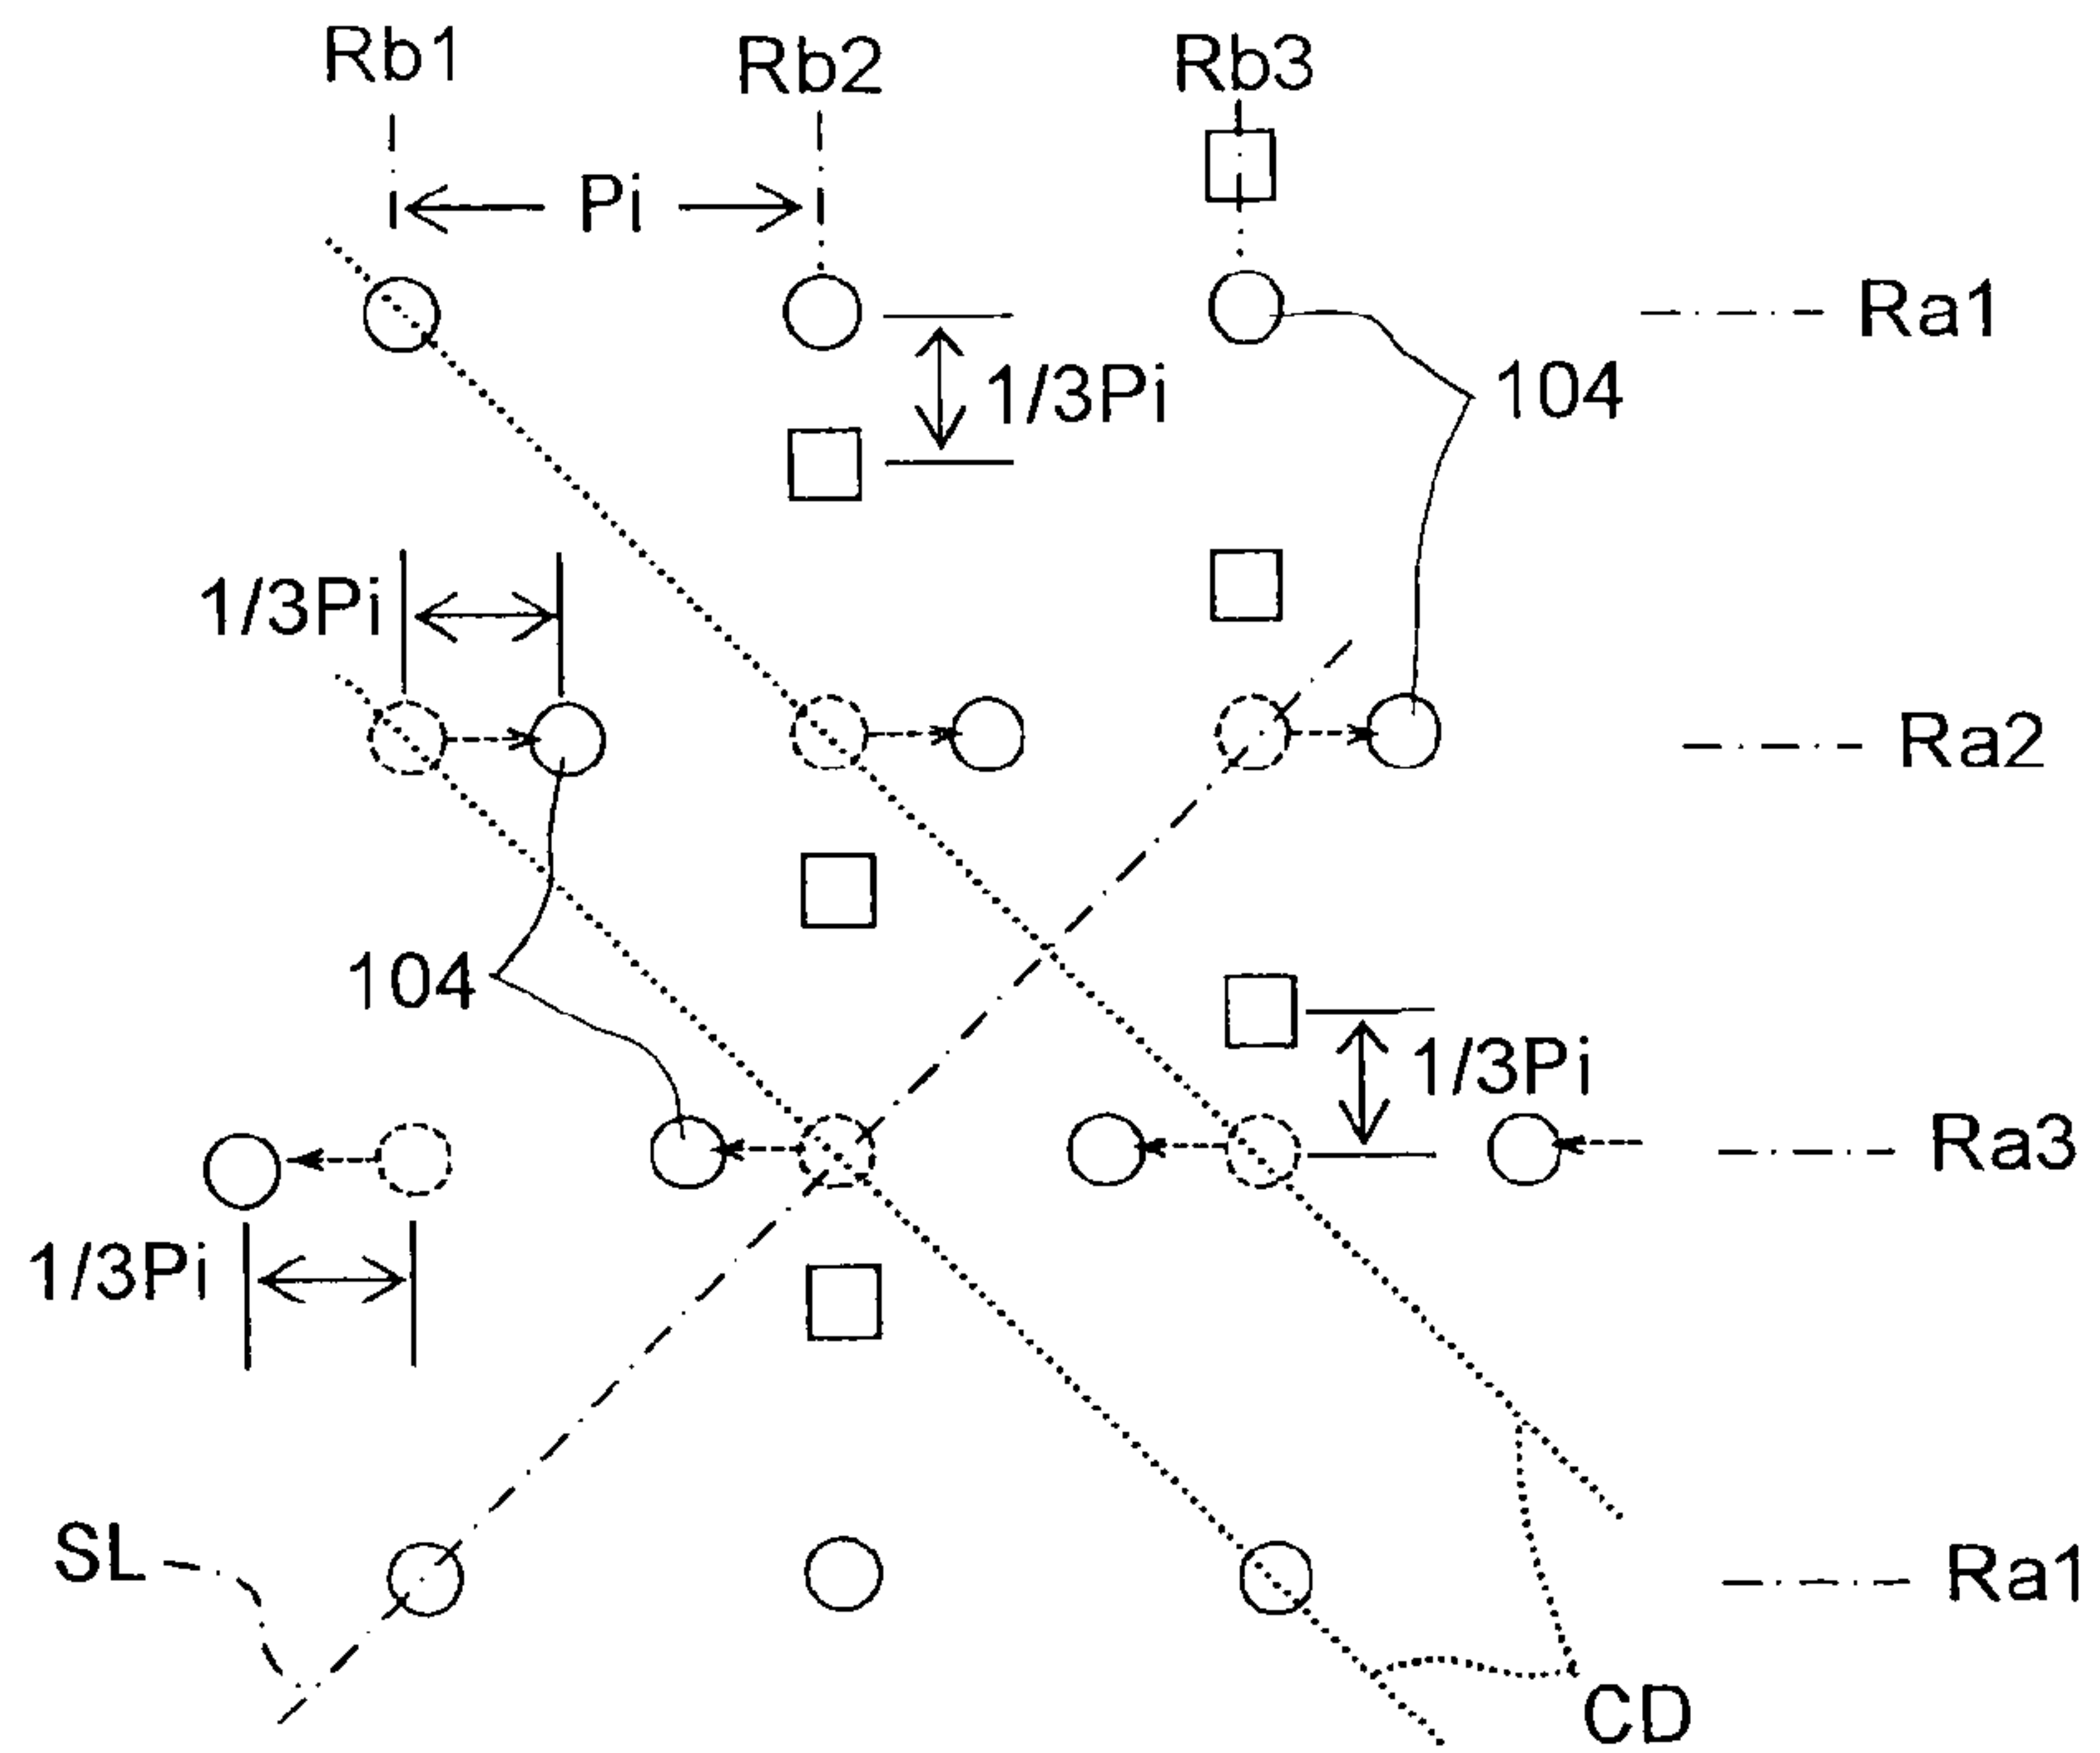 Rb1 Rb2 Rb3
Pi
Ra1
1/3Pi
104
1/3Pi
Ra2
104
1/3Pi
Ra3
1/3Pi
SL
Ra1
CD